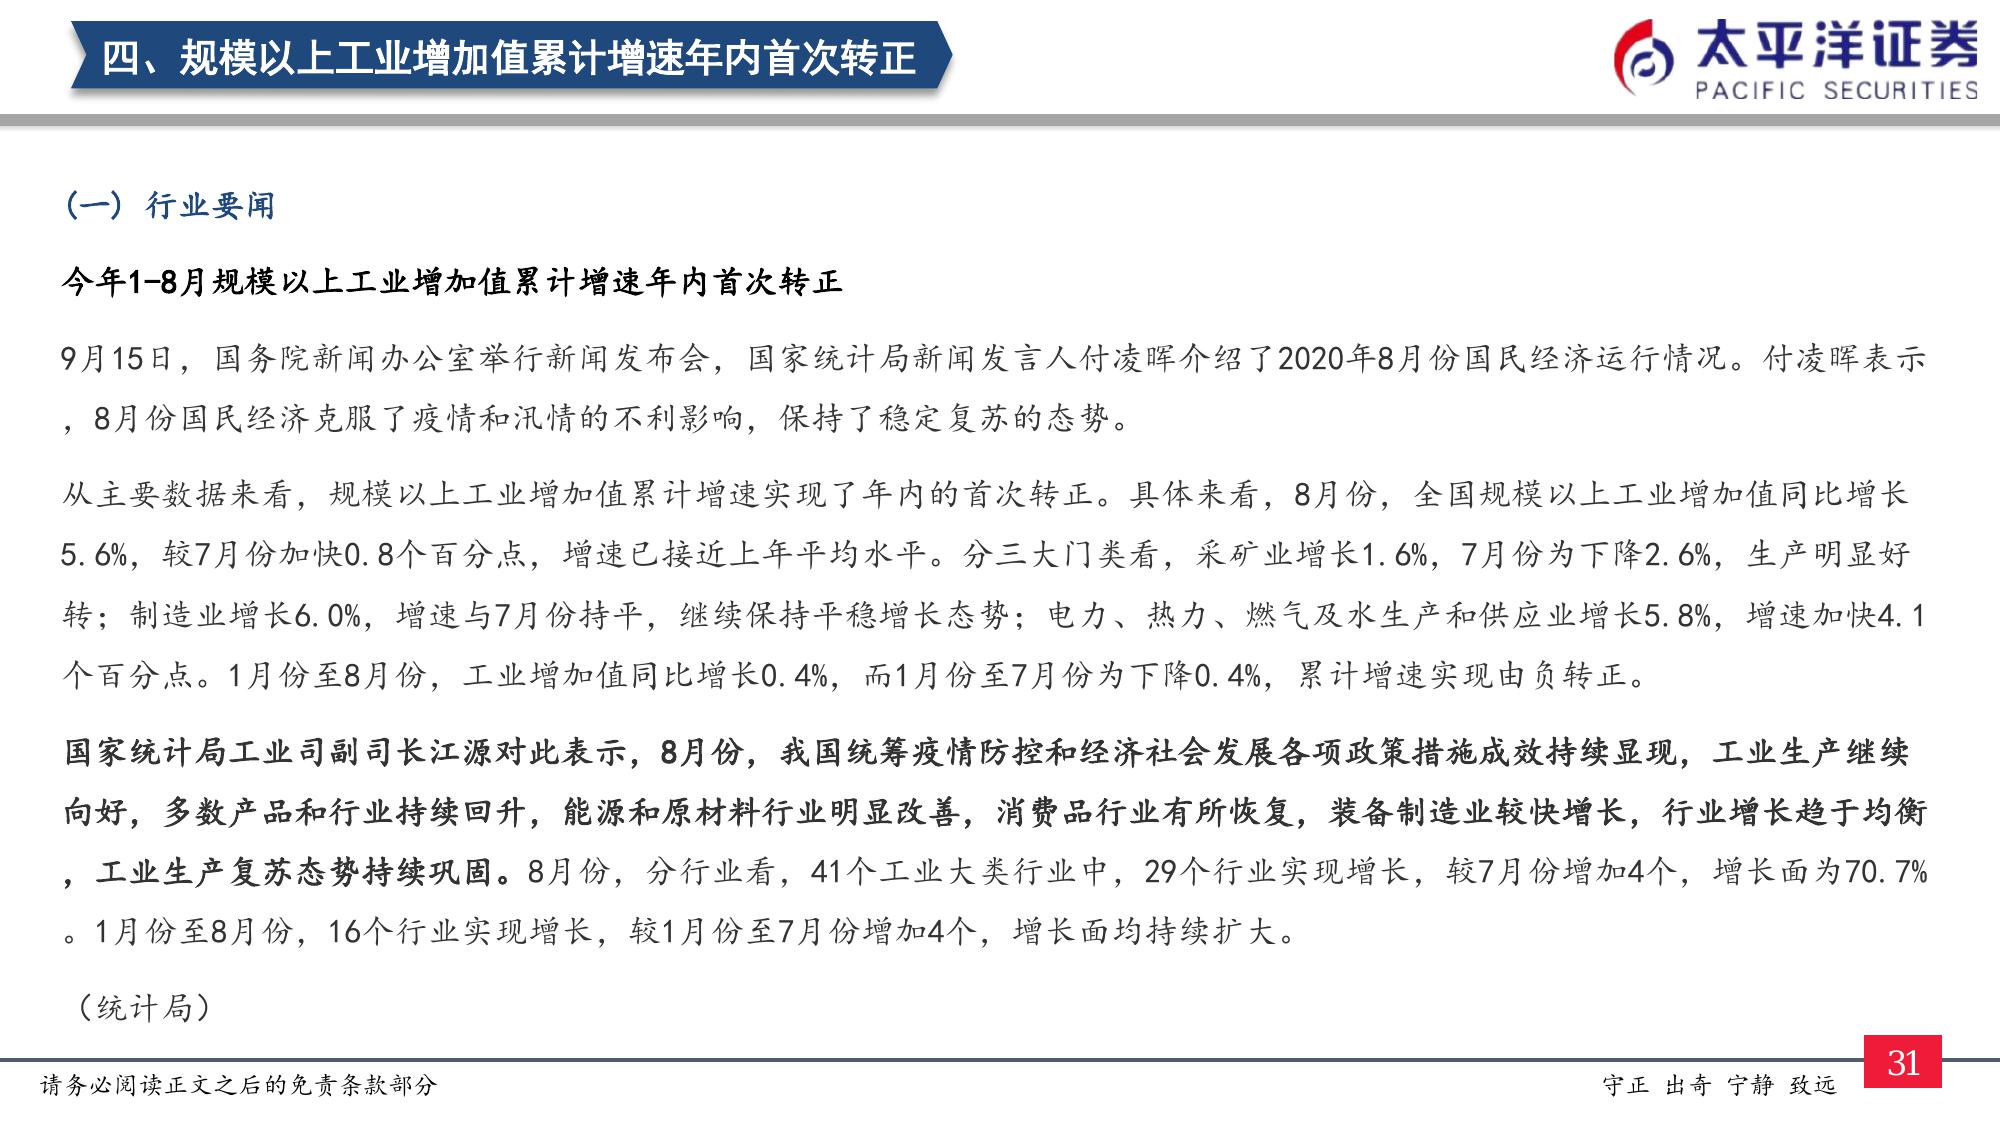 四、规模以上工业增加值累计增速年内首次转正
太平洋证券
PACIFIC SECURITIES
(一) 行业要闻
今年1-8月规模以上工业增加值累计增速年内首次转正
9月15日，国务院新闻办公室举行新闻发布会，国家统计局新闻发言人付凌晖介绍了2020年8月份国民经济运行情况。付凌晖表示
，8月份国民经济克服了疫情和汛情的不利影响，保持了稳定复苏的态势。
从主要数据来看，规模以上工业增加值累计增速实现了年内的首次转正。具体来看，8月份，全国规模以上工业增加值同比增长
5.6%，较7月份加快0.8个百分点，增速已接近上年平均水平。分三大门类看，采矿业增长1.6%，7月份为下降2.6%，生产明显好
转；制造业增长6.0%，增速与7月份持平，继续保持平稳增长态势；电力、热力、燃气及水生产和供应业增长5.8%，增速加快4.1
个百分点。1月份至8月份，工业增加值同比增长0.4%，而1月份至7月份为下降0.4%，累计增速实现由负转正。
国家统计局工业司副司长江源对此表示，8月份，我国统筹疫情防控和经济社会发展各项政策措施成效持续显现，工业生产继续
向好，多数产品和行业持续回升，能源和原材料行业明显改善，消费品行业有所恢复，装备制造业较快增长，行业增长趋于均衡
，工业生产复苏态势持续巩固。8月份，分行业看，41个工业大类行业中，29个行业实现增长，较7月份增加4个，增长面为70.7%
。1月份至8月份，16个行业实现增长，较1月份至7月份增加4个，增长面均持续扩大。
（统计局）
请务必阅读正文之后的免责条款部分
守正 出奇 宁静 致远
31